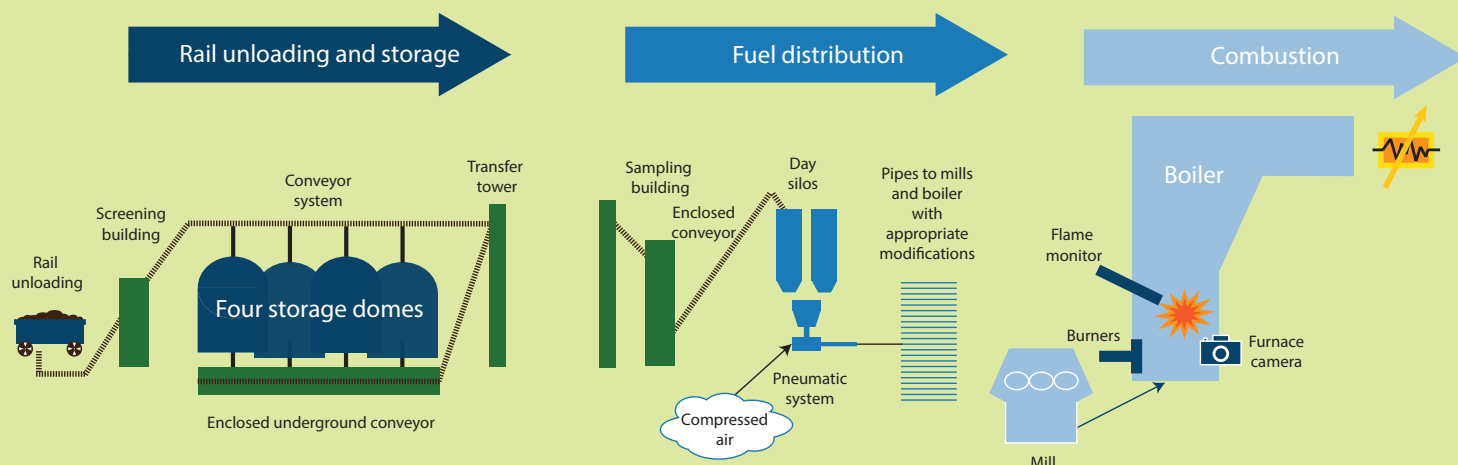 Rail unloading and storage
Fuel distribution
Combustion
Rail
unloading
Screening
building
Conveyor
system
Transfer
tower
Four storage domes
Enclosed underground conveyor
Sampling
building
Enclosed
conveyor
Day
silos
Pipes to mills
and boiler
with
appropriate
modifications
Pneumatic
system
Compressed
air
Boiler
Flame
monitor
Burners
Furnace
camera
Mill